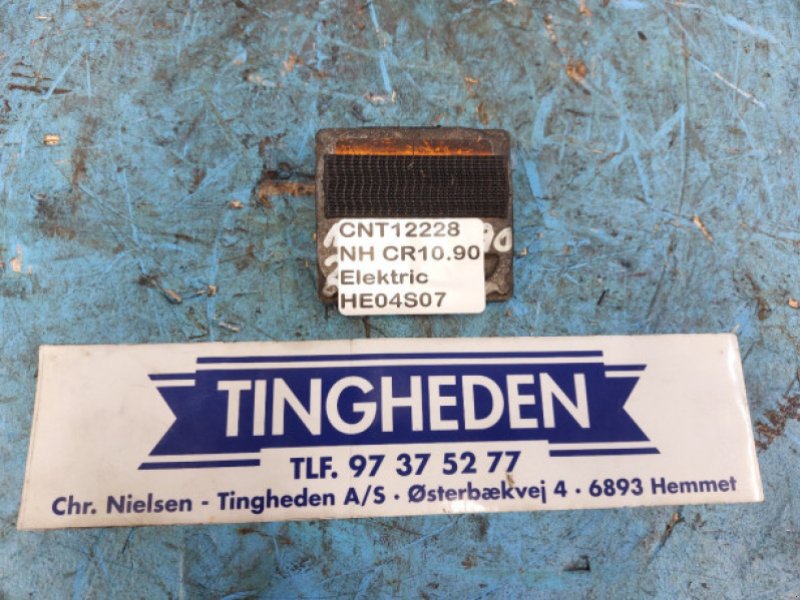 CNT12228
NH CR10.90
Elektric
HE04S07
TINGHEDEN
TLF. 97 37 52 77
Chr. Nielsen - Tingheden A/S · Østerbækvej 4 · 6893 Hemmet